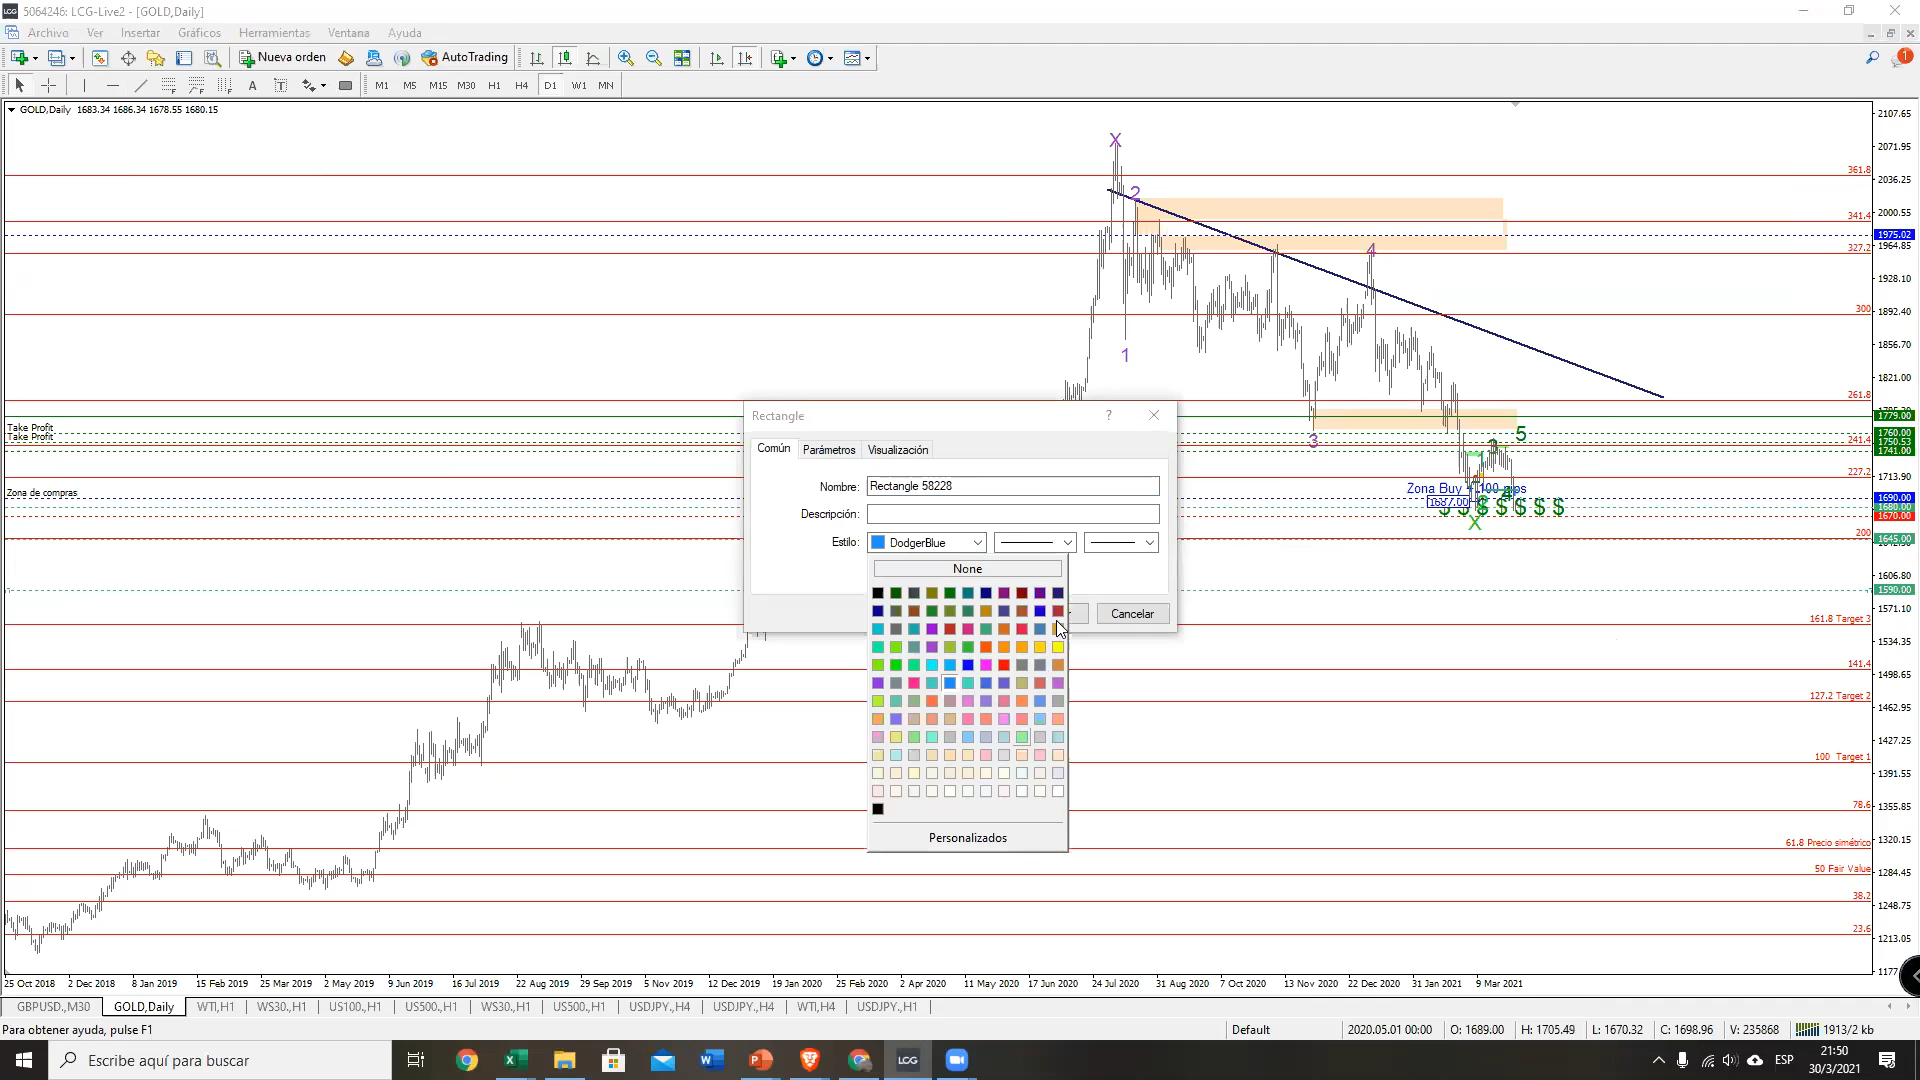 5064246: LCG-Live2 - [GOLD,Daily]
Archivo Ver Insertar Gráficos Herramientas Ventana Ayuda
Nueva orden AutoTrading
1
A T M1 M5 M15 M30 H1 H4 D1 W1 MN
GOLD,Daily 1683.34 1686.34 1678.55 1680.15
2107.65
X
2071.95
361.8
2036.25
2
341.4
2000.55
1975.02
327.2
1964.85
4
1928.10
300
1892.40
1
1856.70
1821.00
261.8
1779.00
Take Profit
Take Profit
1760.00
1750.53
1741.00
241.4
3
5
227.2
1713.90
Zona de compras
Zona Buy
100 pips
1687.00
$ $ $ $ $ $ $
X
1690.00
1680.00
1670.00
200
1645.00
1606.80
1590.00
1571.10
161.8 Target 3
1534.35
141.4
1498.65
127.2 Target 2
1462.95
1427.25
100 Target 1
1391.55
78.6
1355.85
1320.15
61.8 Precio simétrico
50 Fair Value
1284.45
38.2
1248.75
23.6
1213.05
1177
Rectangle
?
Común Parámetros Visualización
Nombre: Rectangle 58228
Descripción:
Estilo: DodgerBlue
None
Cancelar
Personalizados
25 Oct 2018 2 Dec 2018 8 Jan 2019 15 Feb 2019 25 Mar 2019 2 May 2019 9 Jun 2019 16 Jul 2019 22 Aug 2019 29 Sep 2019 5 Nov 2019 12 Dec 2019 19 Jan 2020 25 Feb 2020 2 Apr 2020 11 May 2020 17 Jun 2020 24 Jul 2020 31 Aug 2020 7 Oct 2020 13 Nov 2020 22 Dec 2020 31 Jan 2021 9 Mar 2021
GBPUSD.,M30 GOLD,Daily WTI,H1 WS30.,H1 US100.,H1 US500.,H1 WS30.,H1 US500.,H1 USDJPY.,H4 USDJPY.,H4 WTI,H4 USDJPY.,H1
Para obtener ayuda, pulse F1
Default
2020.05.01 00:00
O: 1689.00
H: 1705.49
L: 1670.32
C: 1698.96
V: 235868
1913/2 kb
Escribe aquí para buscar
LCG
ESP
21:50
30/3/2021